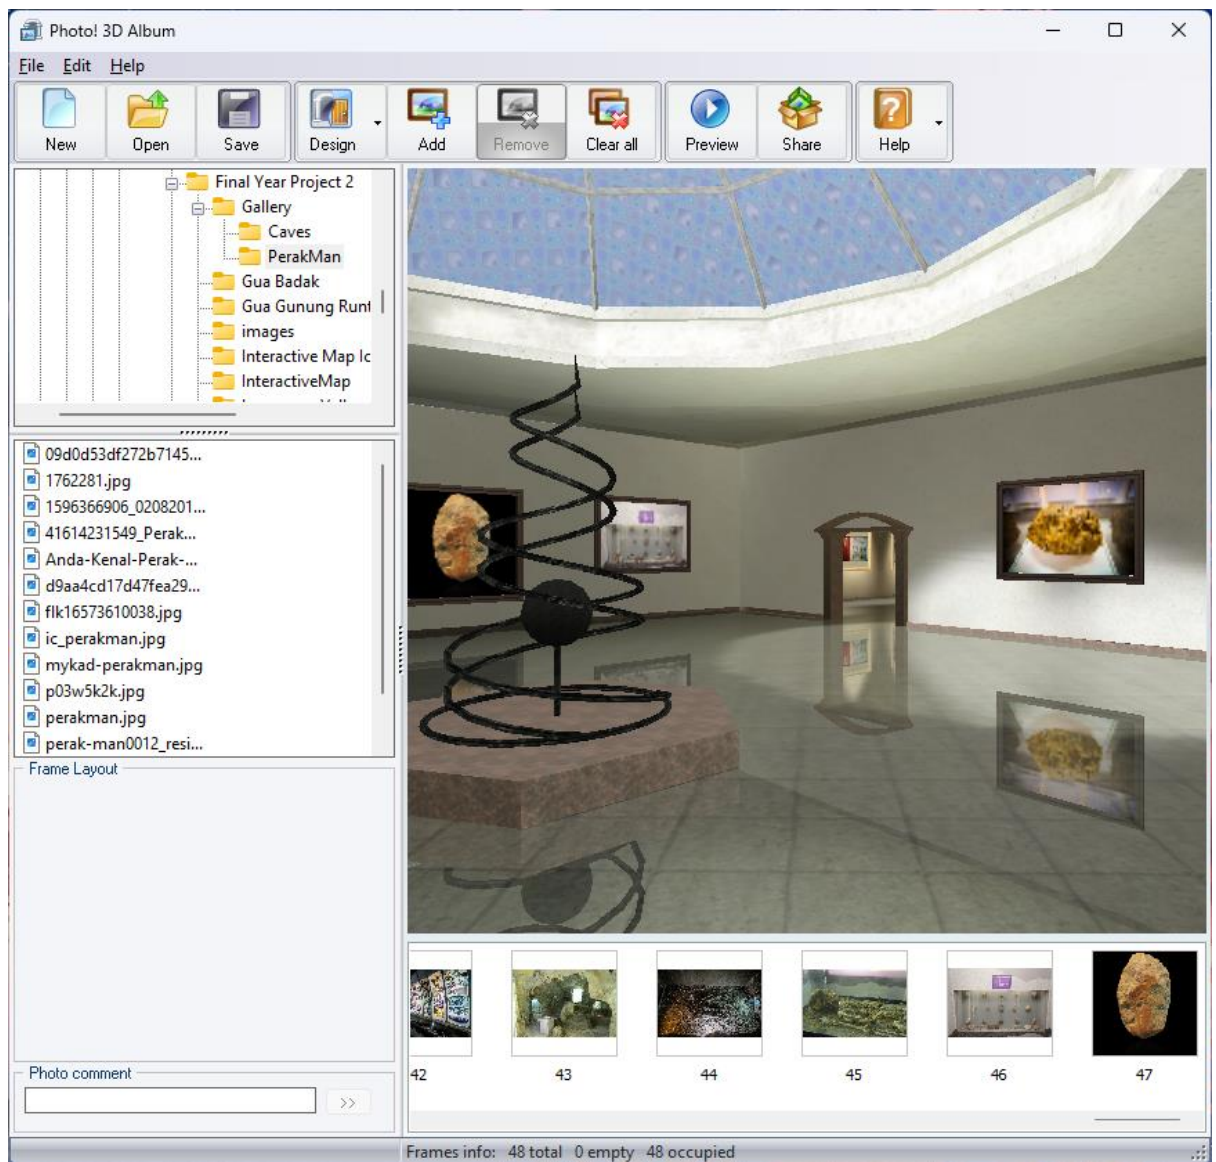 Photo! 3D Album
File Edit Help
New Open Save Design Add Remove Clear all Preview Share Help
Final Year Project 2
Gallery
Caves
PerakMan
Gua Badak
Gua Gunung Runt
images
Interactive Map Ic
InteractiveMap
09d0d53df272b7145...
1762281.jpg
1596366906_0208201...
41614231549_Perak...
Anda-Kenal-Perak-...
d9aa4cd17d47fea29...
flk16573610038.jpg
ic_perakman.jpg
mykad-perakman.jpg
p03w5k2k.jpg
perakman.jpg
perak-man0012_resi...
Frame Layout
42 43 44 45 46 47
Photo comment
>>
Frames info: 48 total 0 empty 48 occupied